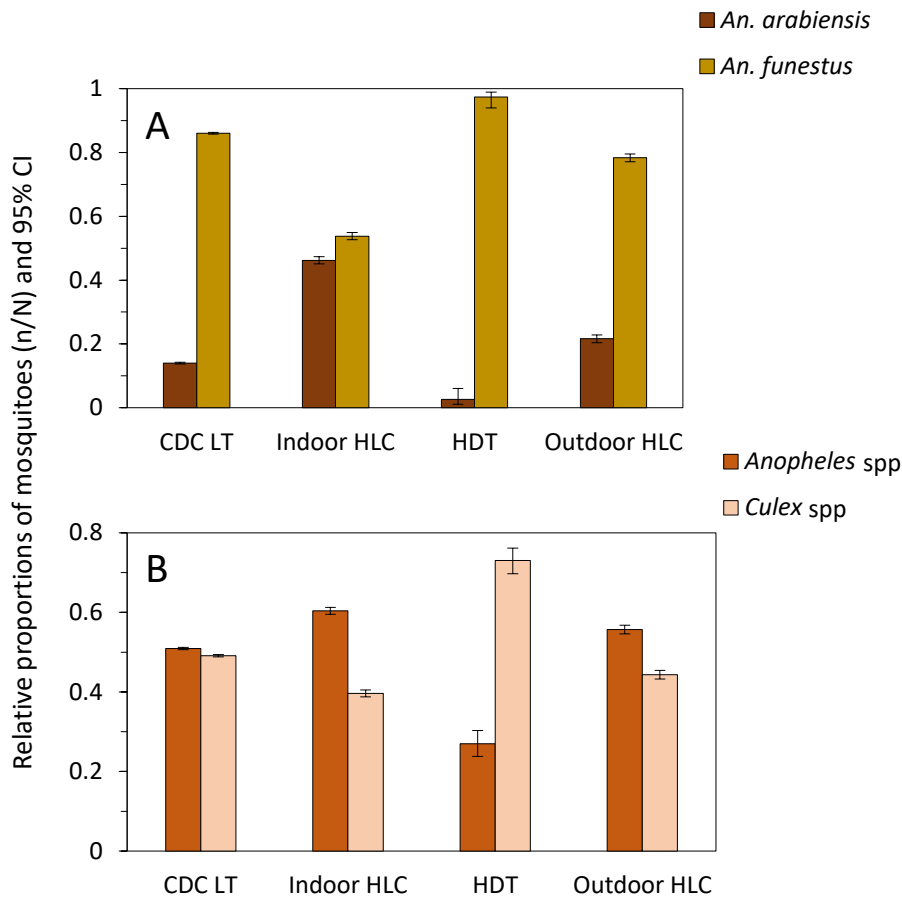 An. arabiensis
An. funestus
Relative proportions of mosquitoes (n/N) and 95% CI
A
1
0.8
0.6
0.4
0.2
0
CDC LT Indoor HLC HDT Outdoor HLC
Anopheles spp
Culex spp
B
0.8
0.6
0.4
0.2
0
CDC LT Indoor HLC HDT Outdoor HLC